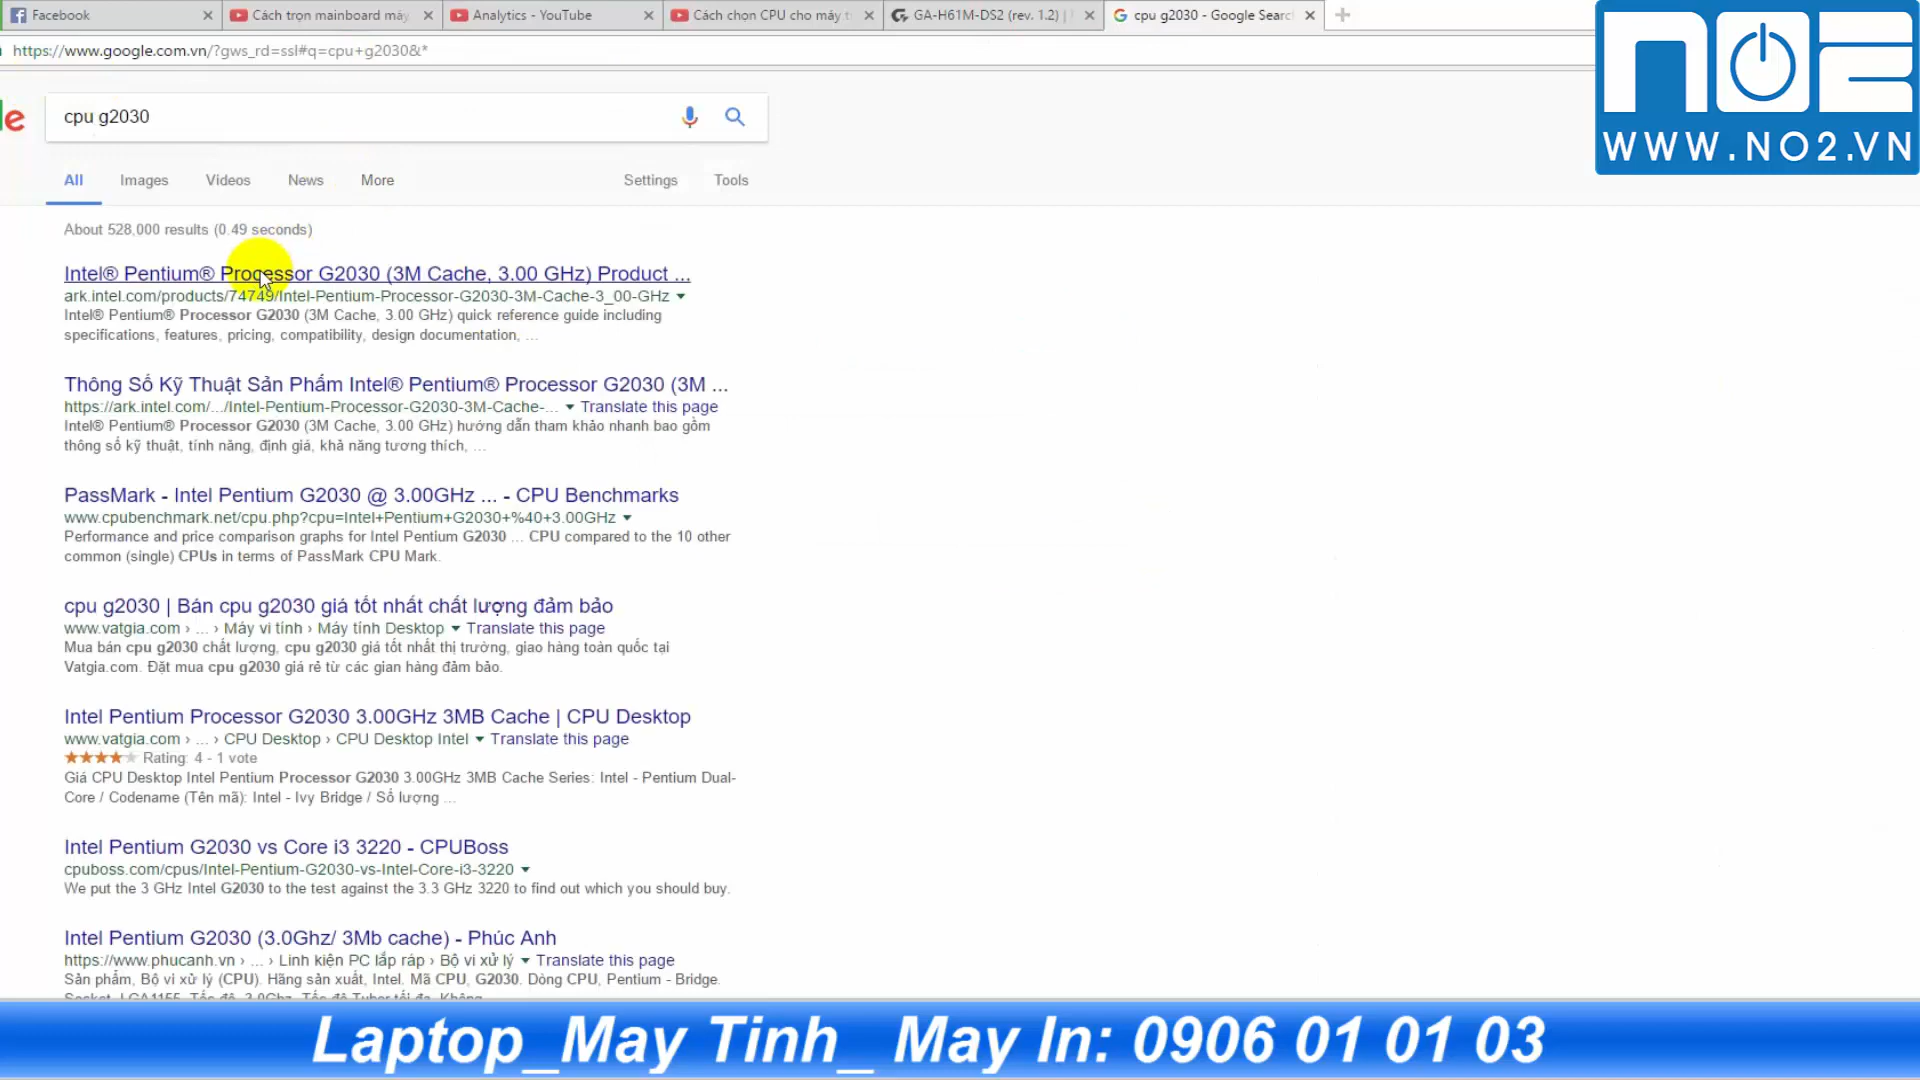 Facebook
Cách trọn mainboard máy
Analytics - YouTube
Cách chọn CPU cho máy t
GA-H61M-DS2 (rev. 1.2) |
cpu g2030 - Google Searc
https://www.google.com.vn/?gws_rd=ssl#q=cpu+g2030&*
NO2
WWW.NO2.VN
e
cpu g2030
All Images Videos News More Settings Tools
About 528,000 results (0.49 seconds)
Intel® Pentium® Processor G2030 (3M Cache, 3.00 GHz) Product ...
ark.intel.com/products/74749/Intel-Pentium-Processor-G2030-3M-Cache-3_00-GHz
Intel® Pentium® Processor G2030 (3M Cache, 3.00 GHz) quick reference guide including
specifications, features, pricing, compatibility, design documentation, ...
Thông Số Kỹ Thuật Sản Phẩm Intel® Pentium® Processor G2030 (3M ...
https://ark.intel.com/.../Intel-Pentium-Processor-G2030-3M-Cache-... Translate this page
Intel® Pentium® Processor G2030 (3M Cache, 3.00 GHz) hướng dẫn tham khảo nhanh bao gồm
thông số kỹ thuật, tính năng, định giá, khả năng tương thích, ...
PassMark - Intel Pentium G2030 @ 3.00GHz ... - CPU Benchmarks
www.cpubenchmark.net/cpu.php?cpu=Intel+Pentium+G2030+%40+3.00GHz
Performance and price comparison graphs for Intel Pentium G2030 ... CPU compared to the 10 other
common (single) CPUs in terms of PassMark CPU Mark.
cpu g2030 | Bán cpu g2030 giá tốt nhất chất lượng đảm bảo
www.vatgia.com › ... › Máy vi tính › Máy tính Desktop Translate this page
Mua bán cpu g2030 chất lượng, cpu g2030 giá tốt nhất thị trường, giao hàng toàn quốc tại
Vatgia.com. Đặt mua cpu g2030 giá rẻ từ các gian hàng đảm bảo.
Intel Pentium Processor G2030 3.00GHz 3MB Cache | CPU Desktop
www.vatgia.com › ... › CPU Desktop › CPU Desktop Intel Translate this page
Rating: 4 - 1 vote
Giá CPU Desktop Intel Pentium Processor G2030 3.00GHz 3MB Cache Series: Intel - Pentium Dual-
Core / Codename (Tên mã): Intel - Ivy Bridge / Số lượng ...
Intel Pentium G2030 vs Core i3 3220 - CPUBoss
cpuboss.com/cpus/Intel-Pentium-G2030-vs-Intel-Core-i3-3220
We put the 3 GHz Intel G2030 to the test against the 3.3 GHz 3220 to find out which you should buy.
Intel Pentium G2030 (3.0Ghz/ 3Mb cache) - Phúc Anh
https://www.phucanh.vn › ... › Linh kiện PC lắp ráp › Bộ vi xử lý Translate this page
Sản phẩm, Bộ vi xử lý (CPU). Hãng sản xuất, Intel. Mã CPU, G2030. Dòng CPU, Pentium - Bridge.
Socket, LGA1155. Tốc độ, 3.0Ghz. Tốc độ Tubor tối đa, Không
Laptop_May Tinh_ May In: 0906 01 01 03